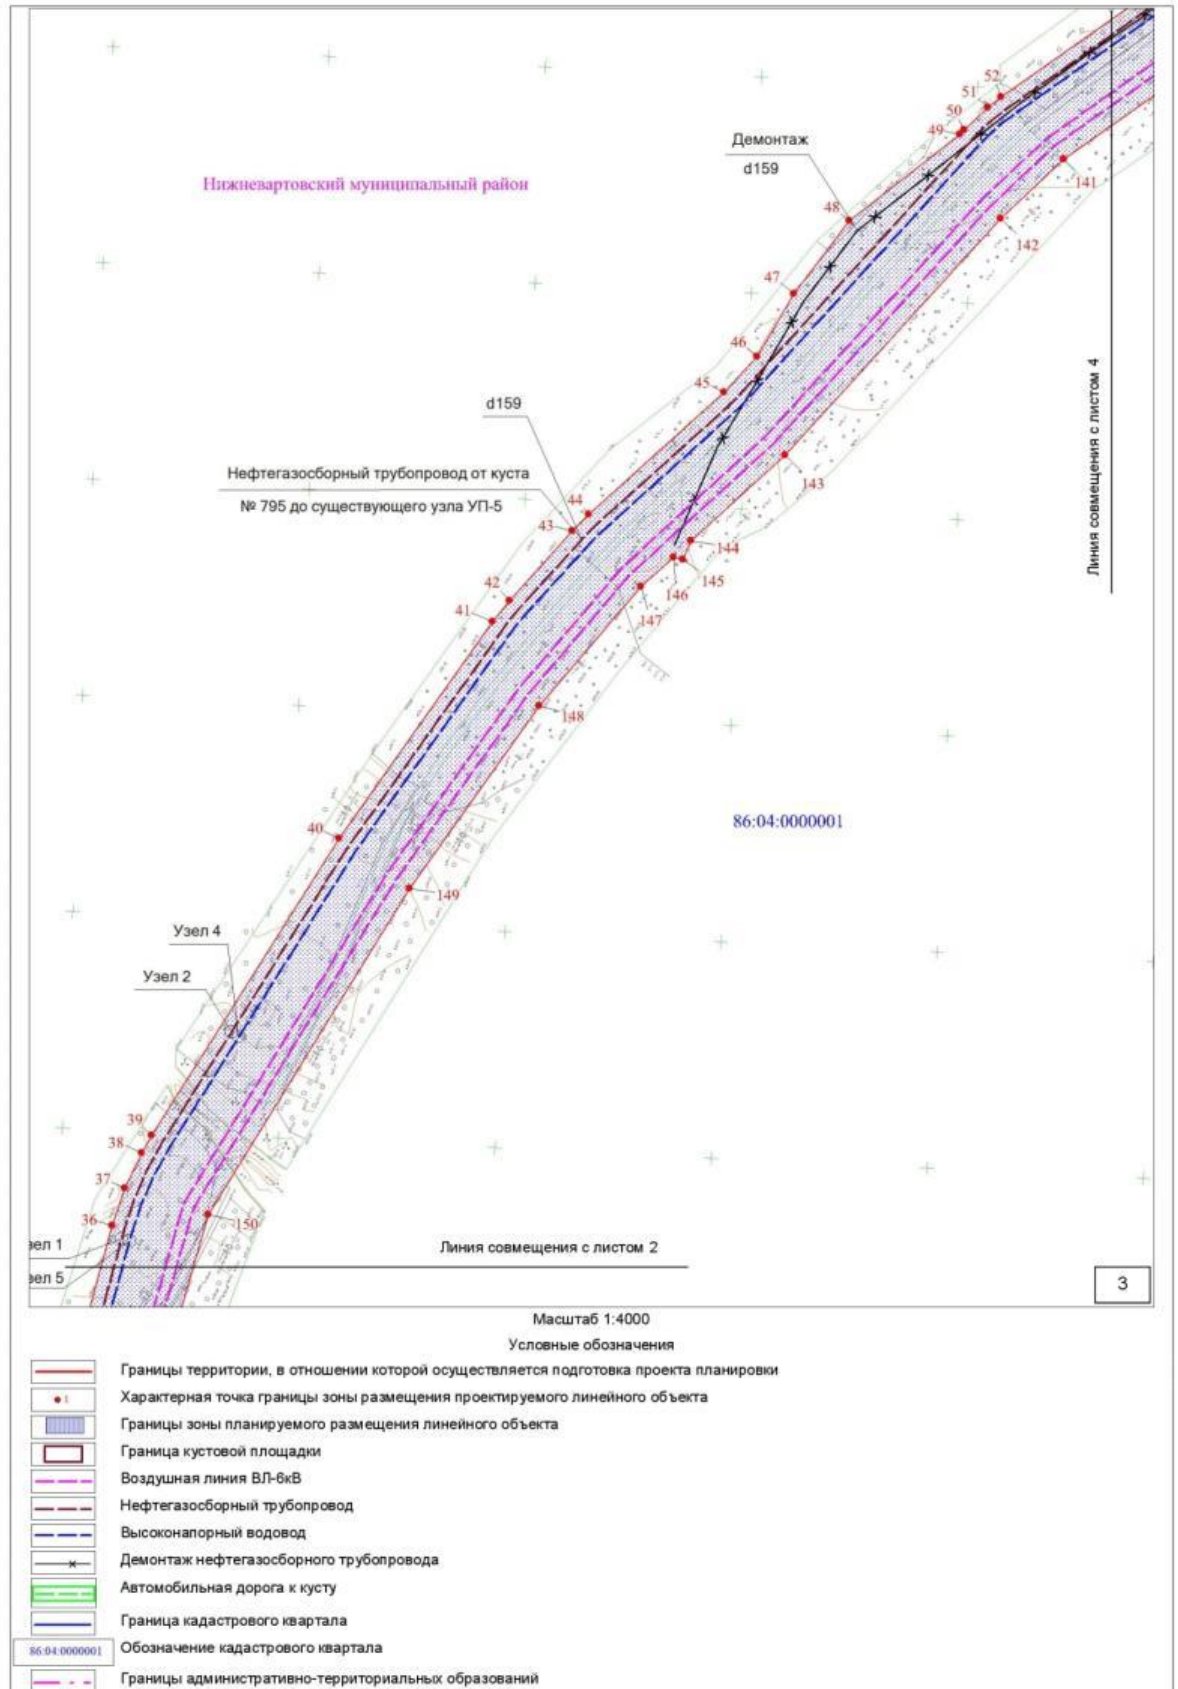 52
51
50
49
Демонтаж
d159
141
Нижневартовский муниципальный район
48
142
47
46
Линия совмещения с листом 4
45
d159
Нефтегазосборный трубопровод от куста
№ 795 до существующего узла УП-5
143
44
43
144
145
146
42
147
41
148
86:04:0000001
40
149
Узел 4
Узел 2
39
38
37
36
150
зел 1
Линия совмещения с листом 2
зел 5
3
Масштаб 1:4000
Условные обозначения
Границы территории, в отношении которой осуществляется подготовка проекта планировки
1 Характерная точка границы зоны размещения проектируемого линейного объекта
Границы зоны планируемого размещения линейного объекта
Граница кустовой площадки
Воздушная линия ВЛ-6кВ
Нефтегазосборный трубопровод
Высоконапорный водовод
Демонтаж нефтегазосборного трубопровода
Автомобильная дорога к кусту
Граница кадастрового квартала
86:04:0000001 Обозначение кадастрового квартала
Границы административно-территориальных образований